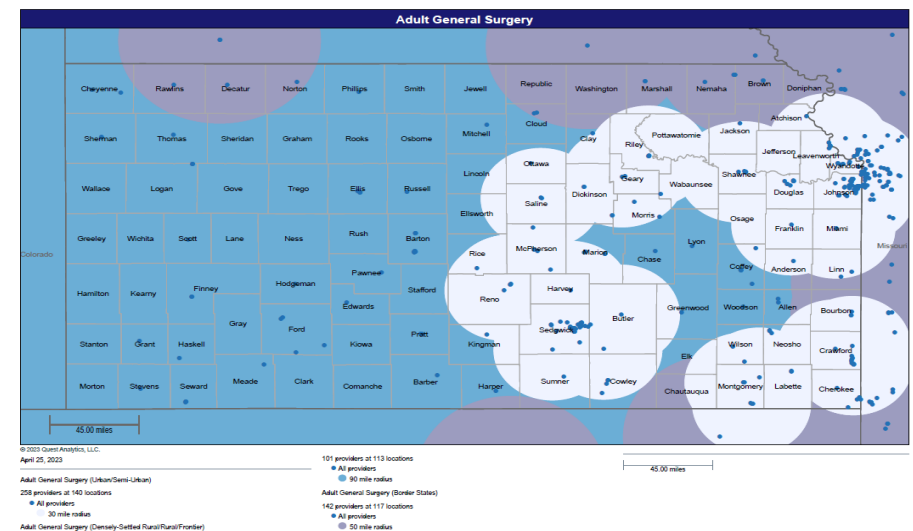 Adult General Surgery
Cheyenne Rawlins Decatur Norton Phillips Smith Jewell Republic Washington Marshall Nemaha Brown Doniphan
Atchison
Sherman Thomas Sheridan Graham Rooks Osborne Mitchell Cloud Clay Riley Pottawatomie Jackson
Jefferson Leavenworth
Wyandotte
Ottawa
Lincoln Geary Wabaunsee Shawnee
Wallace Logan Gove Trego Ellis Russell Saline Dickinson Douglas Johnson
Ellsworth Morris Osage
Greeley Wichita Scott Lane Ness Rush Barton Rice McPherson Marion Chase Lyon Franklin Miami
Colorado Missouri
Hamilton Kearny Finney Hodgeman Pawnee Stafford Reno Harvey Coffey Anderson Linn
Gray Ford Edwards Butler Greenwood Woodson Allen Bourbon
Stanton Grant Haskell Kiowa Pratt Kingman Sedgwick Elk Wilson Neosho Crawford
Morton Stevens Seward Meade Clark Comanche Barber Harper Sumner Cowley Chautauqua Montgomery Labette Cherokee
45.00 miles
© 2023 Quest Analytics, LLC.
April 25, 2023
Adult General Surgery (Urban/Semi-Urban)
258 providers at 140 locations
All providers
30 mile radius
Adult General Surgery (Densely-Settled Rural/Rural/Frontier)
101 providers at 113 locations
All providers
90 mile radius
Adult General Surgery (Border States)
142 providers at 117 locations
All providers
50 mile radius
45.00 miles